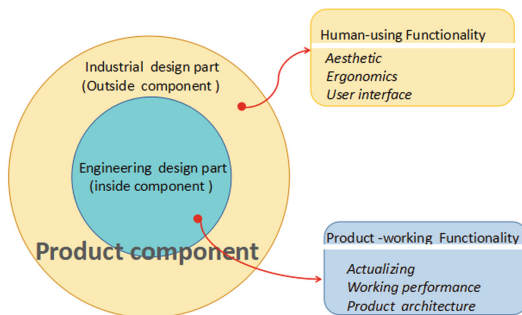 Industrial design part
(Outside component )
Engineering design part
(inside component )
Product component
Human-using Functionality
Aesthetic
Ergonomics
User interface
Product -working Functionality
Actualizing
Working performance
Product architecture